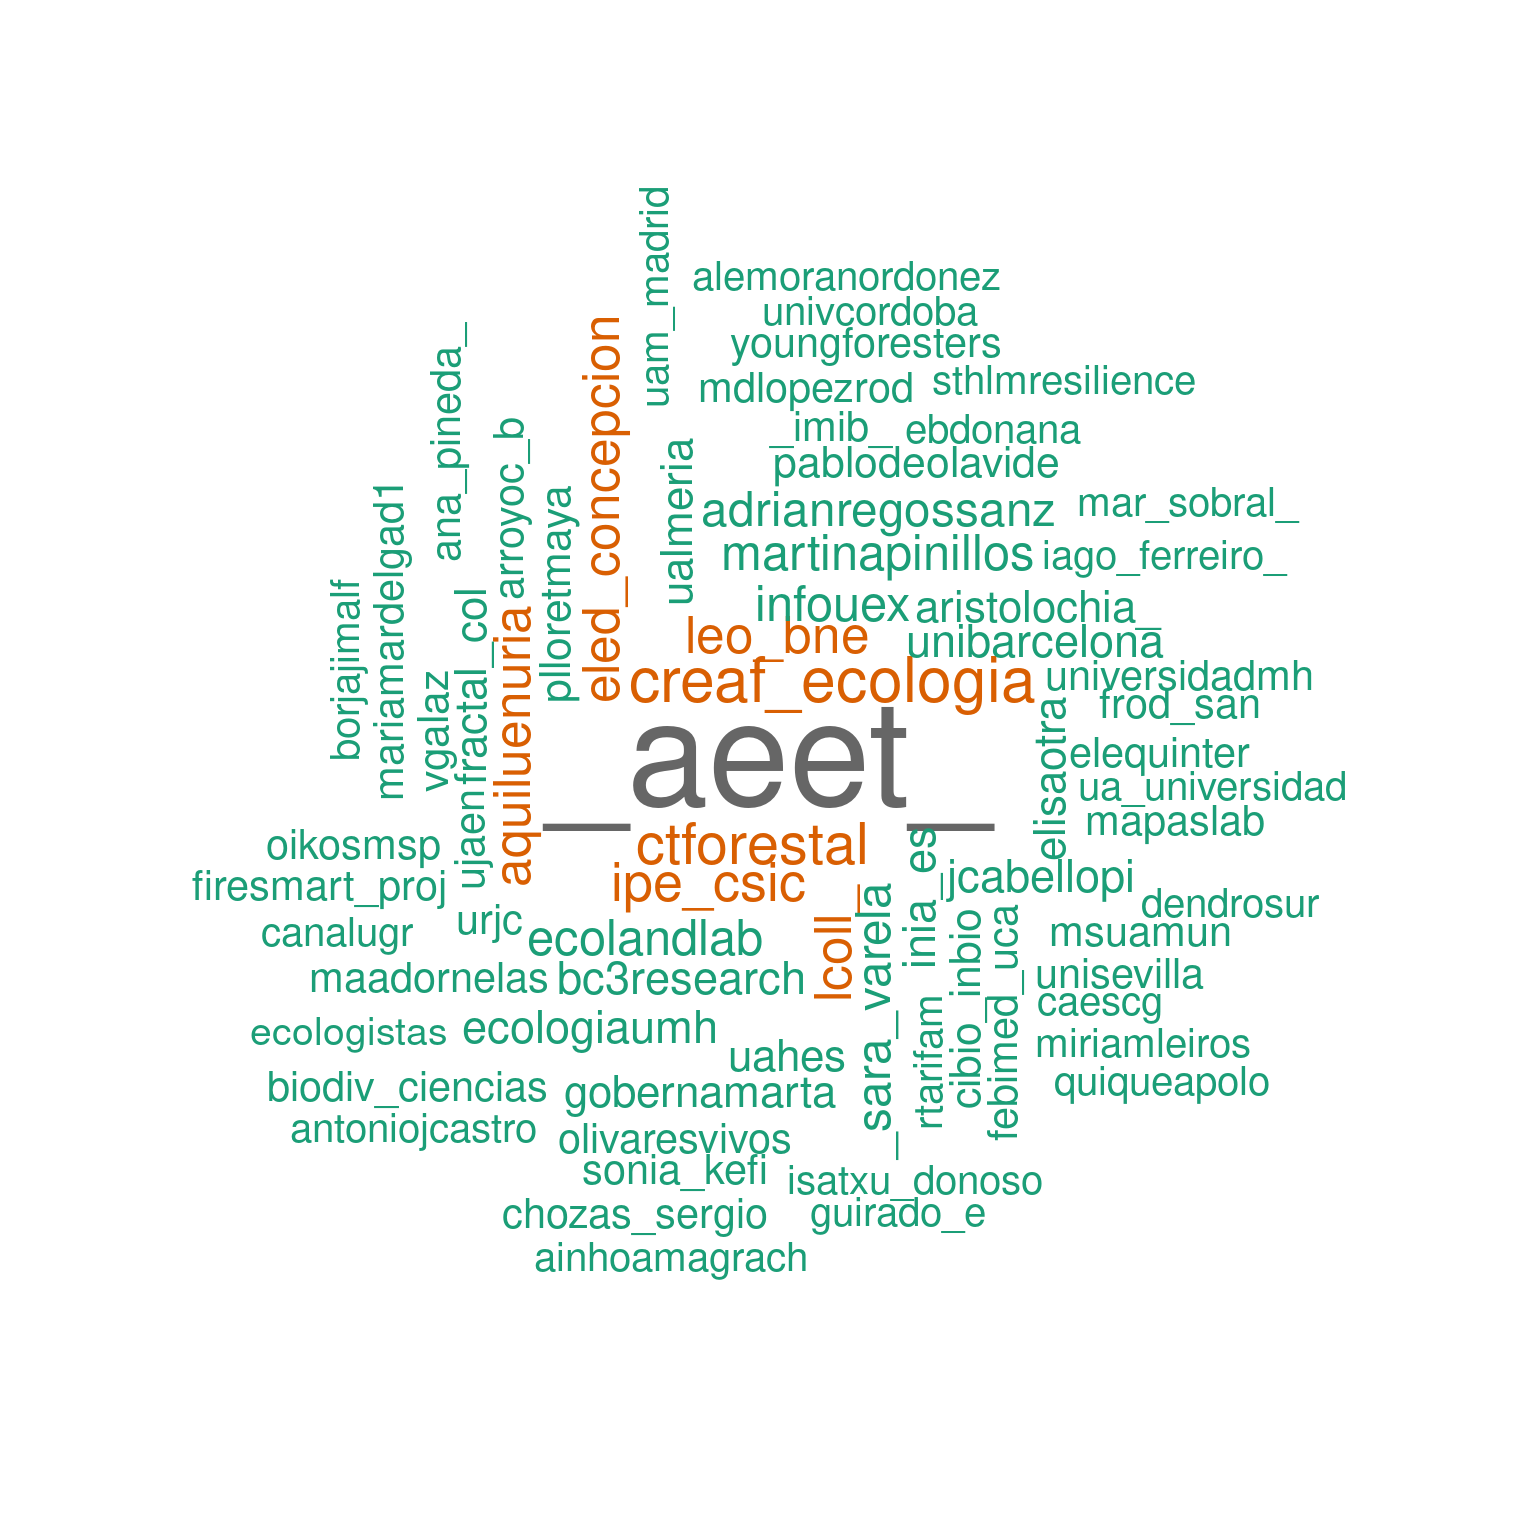 uam_madrid
alemoranordonez
univcordoba
youngforesters
mdlopezrod
sthlmresilience
_imib_
ebdonana
pablodeolavide
adrianregossanz
mar_sobral_
martinapinillos
iago_ferreiro_
infouex
aristolochia_
leo_bne
unibarcelona
creaf_ecologia
universidadmh
frod_san
_aeet_
elequinter
ua_universidad
mapaslab
elisaotra
ualmeria
eled_concepcion
plloretmaya
arroyoc_b
aquiluenuria
ana_pineda_
fractal_col
ujaen
vgalaz
mariamardelgad1
borjajimalf
ctforestal
ipe_csic
oikosmsp
firesmart_proj
canalugr
urjc
ecolandlab
maadornelas
bc3research
ecologistas
ecologiaumh
uahes
biodiv_ciencias
gobernamarta
antoniojcastro
olivaresvivos
sonia_kefi
isatxu_donoso
chozas_sergio
guirado_e
ainhoamagrach
lcoll_
_sara_varela
inia_es
rtarifam
cibio_inbio
febimed_uca
jcabellopi
dendrosur
msuamun
unisevilla
caescg
miriamleiros
quiqueapolo